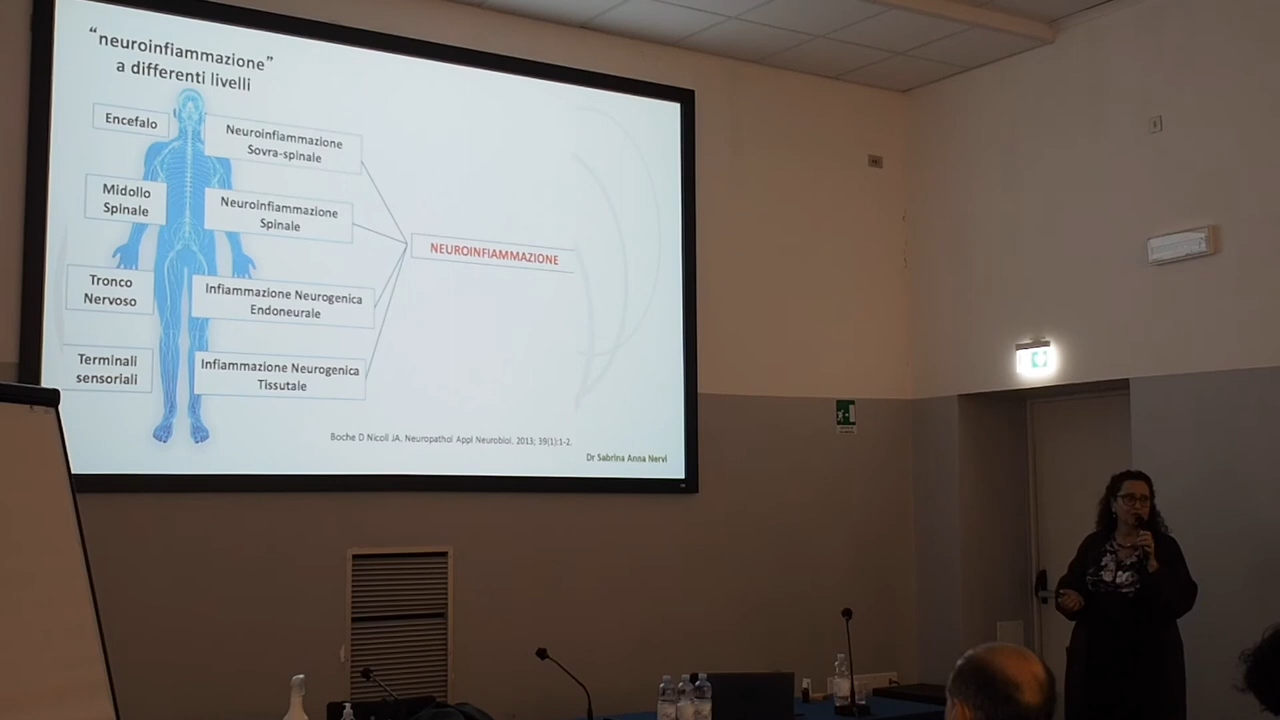 “neuroinfiammazione”
a differenti livelli
Encefalo
Neuroinfiammazione
Sovra-spinale
Midollo
Spinale
Neuroinfiammazione
Spinale
NEUROINFIAMMAZIONE
Tronco
Nervoso
Infiammazione Neurogenica
Endoneurale
Terminali
sensoriali
Infiammazione Neurogenica
Tissutale
Boche D Nicoll JA, Neuropathol Appl Neurobiol. 2013; 39(1):1-2.
Dr Sabrina Anna Nervi